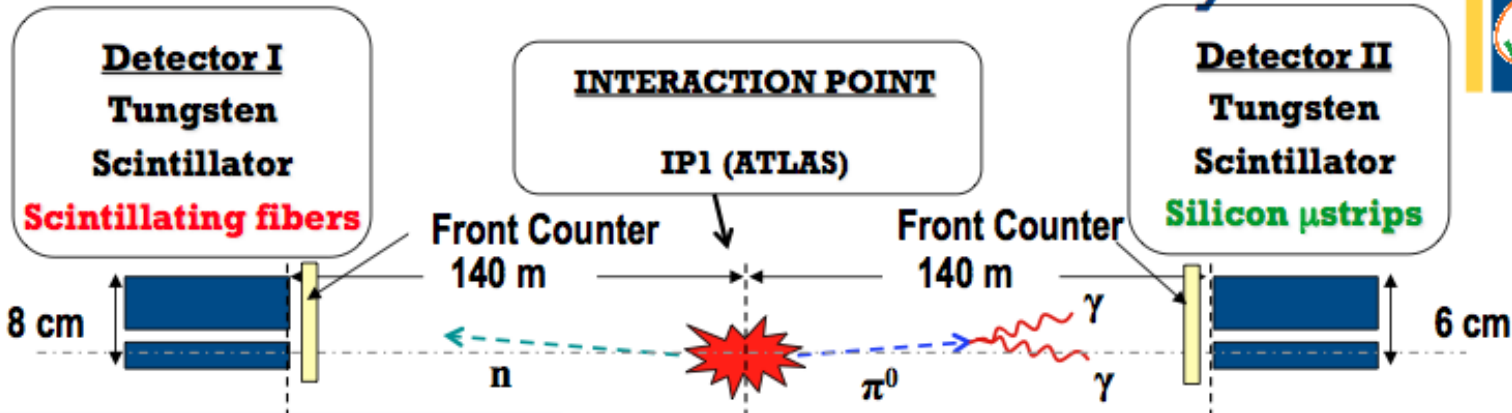 Detector I
Tungsten
Scintillator
Scintillating fibers
INTERACTION POINT
IP1 (ATLAS)
Detector II
Tungsten
Scintillator
Silicon μstrips
Front Counter
Front Counter
140 m
140 m
8 cm
6 cm
n
π⁰
γ
γ